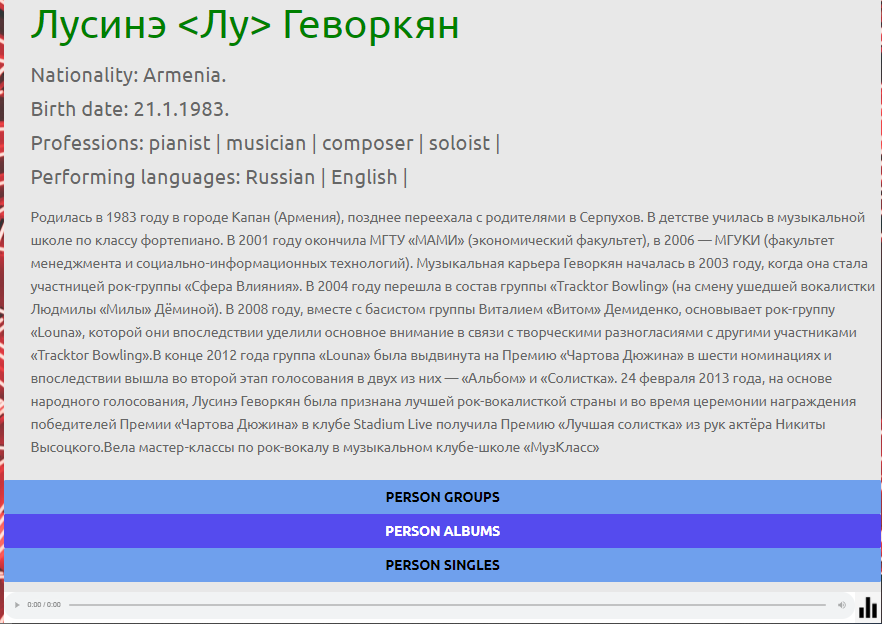 Лусинэ <Лу> Геворкян
Nationality: Armenia.
Birth date: 21.1.1983.
Professions: pianist | musician | composer | soloist |
Performing languages: Russian | English |
Родилась в 1983 году в городе Капан (Армения), позднее переехала с родителями в Серпухов. В детстве училась в музыкальной
школе по классу фортепиано. В 2001 году окончила МГТУ «МАМИ» (экономический факультет), в 2006 — МГУКИ (факультет
менеджмента и социально-информационных технологий). Музыкальная карьера Геворкян началась в 2003 году, когда она стала
участницей рок-группы «Сфера Влияния». В 2004 году перешла в состав группы «Tracktor Bowling» (на смену ушедшей вокалистки
Людмилы «Милы» Дёминой). В 2008 году, вместе с басистом группы Виталием «Витом» Демиденко, основывает рок-группу
«Louna», которой они впоследствии уделили основное внимание в связи с творческими разногласиями с другими участниками
«Tracktor Bowling».В конце 2012 года группа «Louna» была выдвинута на Премию «Чартова Дюжина» в шести номинациях и
впоследствии вышла во второй этап голосования в двух из них — «Альбом» и «Солистка». 24 февраля 2013 года, на основе
народного голосования, Лусинэ Геворкян была признана лучшей рок-вокалисткой страны и во время церемонии награждения
победителей Премии «Чартова Дюжина» в клубе Stadium Live получила Премию «Лучшая солистка» из рук актёра Никиты
Высоцкого.Вела мастер-классы по рок-вокалу в музыкальном клубе-школе «МузКласс»
PERSON GROUPS
PERSON ALBUMS
PERSON SINGLES
0:00 / 0:00